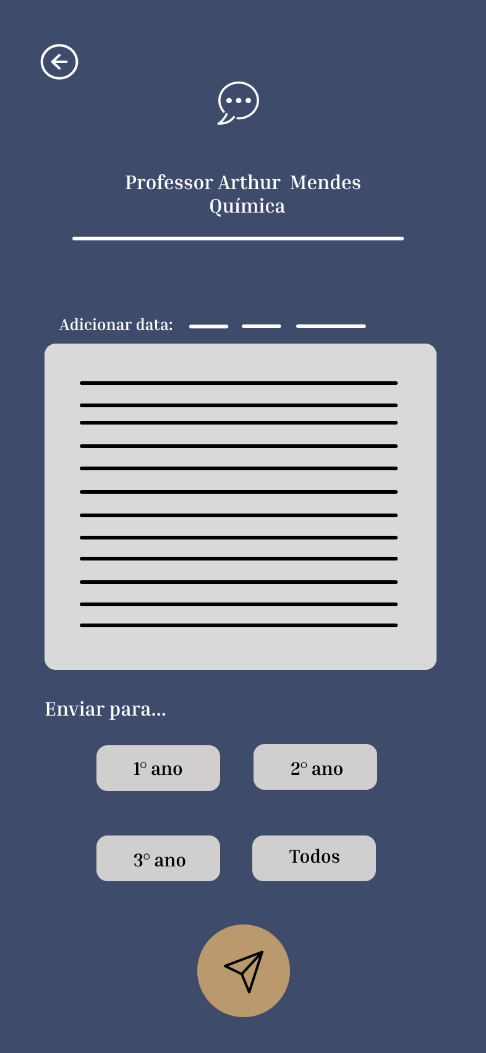 Professor Arthur Mendes
Química
Adicionar data:
Enviar para...
1° ano
2° ano
3° ano
Todos